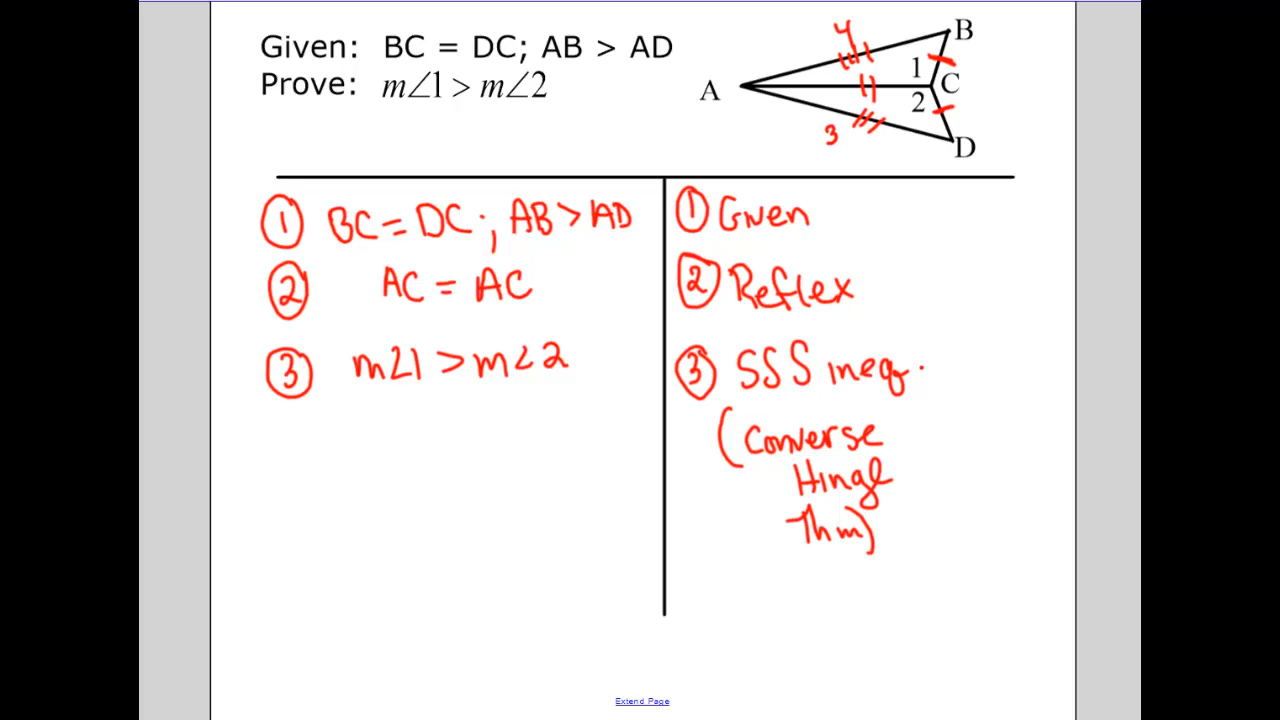 Given: BC = DC; AB > AD
Prove: m∠1 > m∠2
A
B
C
D
1
2
4
3
① BC = DC; AB > AD
① Given
② AC = AC
② Reflex
③ m∠1 > m∠2
③ SSS ineq.
(Converse
Hinge
Thm)
Extend Page